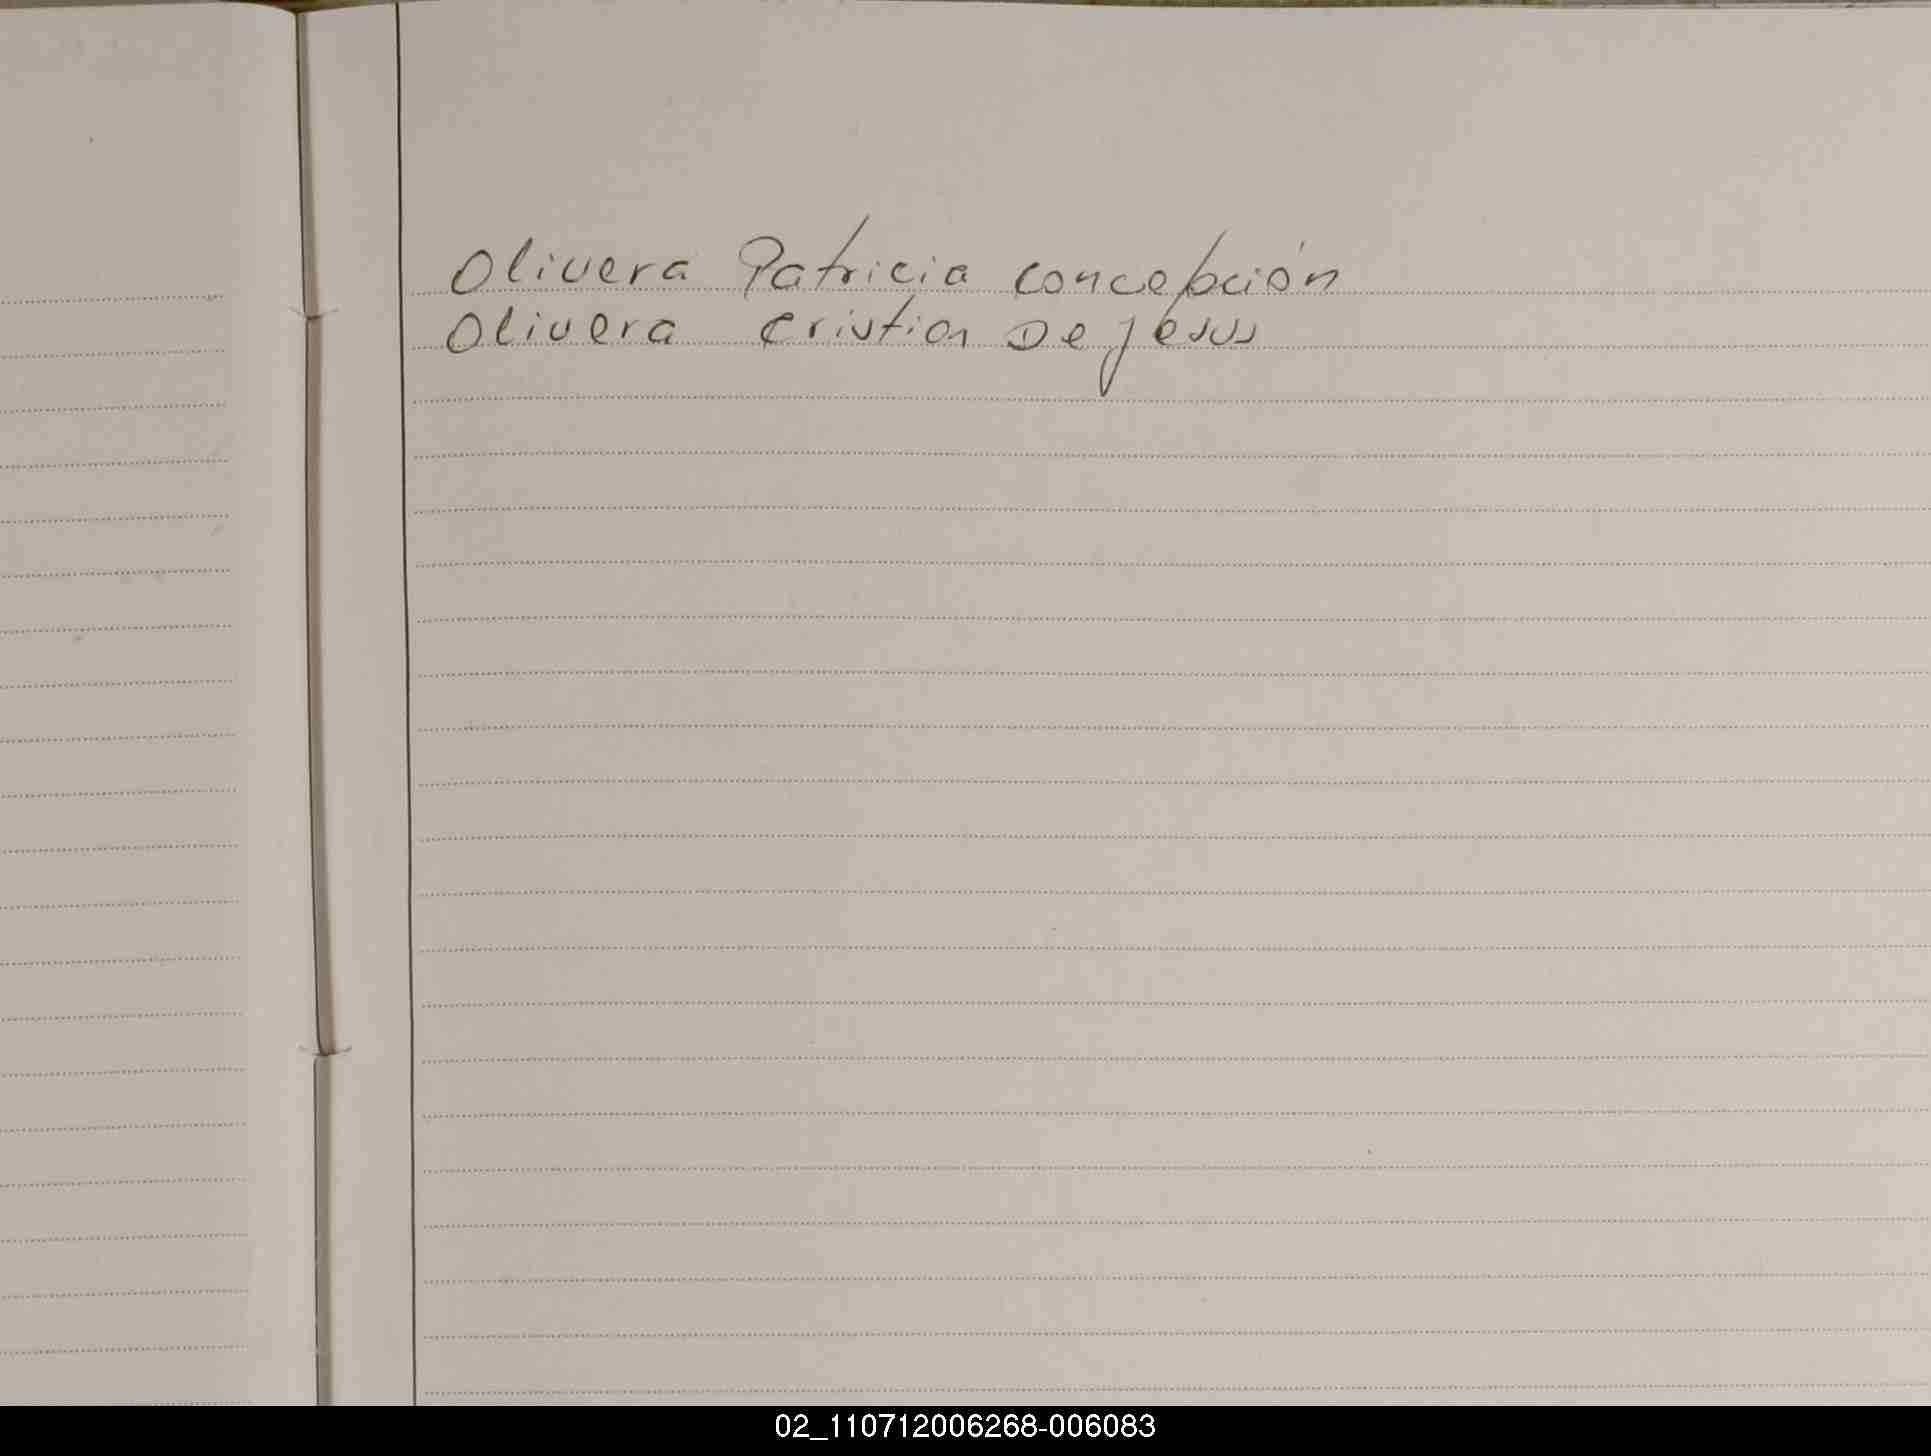 Olivera Patricia Concepción
Olivera Cristian De Jesus
02_110712006268-006083